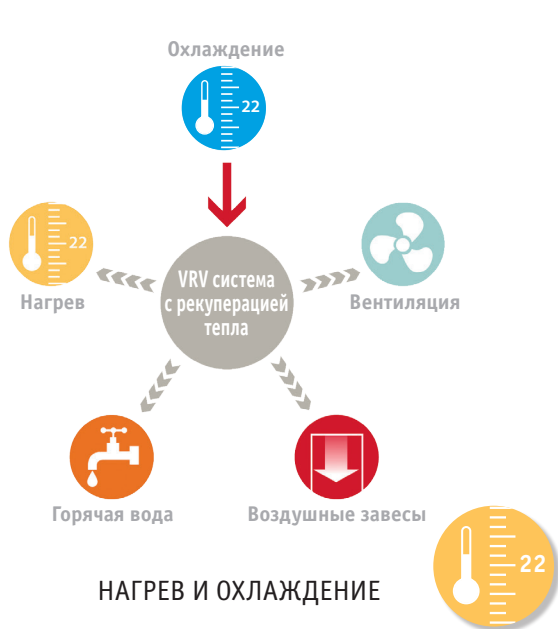 Охлаждение
22
22
Нагрев
VRV система
с рекуперацией
тепла
Вентиляция
Горячая вода
Воздушные завесы
22
НАГРЕВ И ОХЛАЖДЕНИЕ